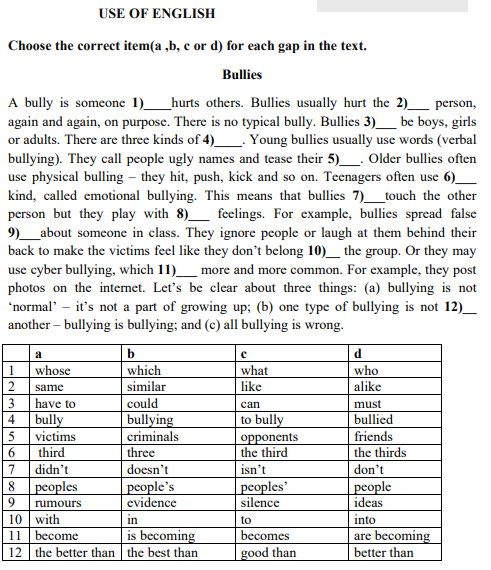 USE OF ENGLISH
Choose the correct item(a ,b, c or d) for each gap in the text.
Bullies
A bully is someone 1)____hurts others. Bullies usually hurt the 2)___ person,
again and again, on purpose. There is no typical bully. Bullies 3)___ be boys, girls
or adults. There are three kinds of 4)____. Young bullies usually use words (verbal
bullying). They call people ugly names and tease their 5)___. Older bullies often
use physical bulling – they hit, push, kick and so on. Teenagers often use 6)___
kind, called emotional bullying. This means that bullies 7)___touch the other
person but they play with 8)___ feelings. For example, bullies spread false
9)___about someone in class. They ignore people or laugh at them behind their
back to make the victims feel like they don't belong 10)__ the group. Or they may
use cyber bullying, which 11)___ more and more common. For example, they post
photos on the internet. Let's be clear about three things: (a) bullying is not
'normal' – it's not a part of growing up; (b) one type of bullying is not 12)__
another – bullying is bullying; and (c) all bullying is wrong.
a b c d
1 whose which what who
2 same similar like alike
3 have to could can must
4 bully bullying to bully bullied
5 victims criminals opponents friends
6 third three the third the thirds
7 didn't doesn't isn't don't
8 peoples people's peoples' people
9 rumours evidence silence ideas
10 with in to into
11 become is becoming becomes are becoming
12 the better than the best than good than better than